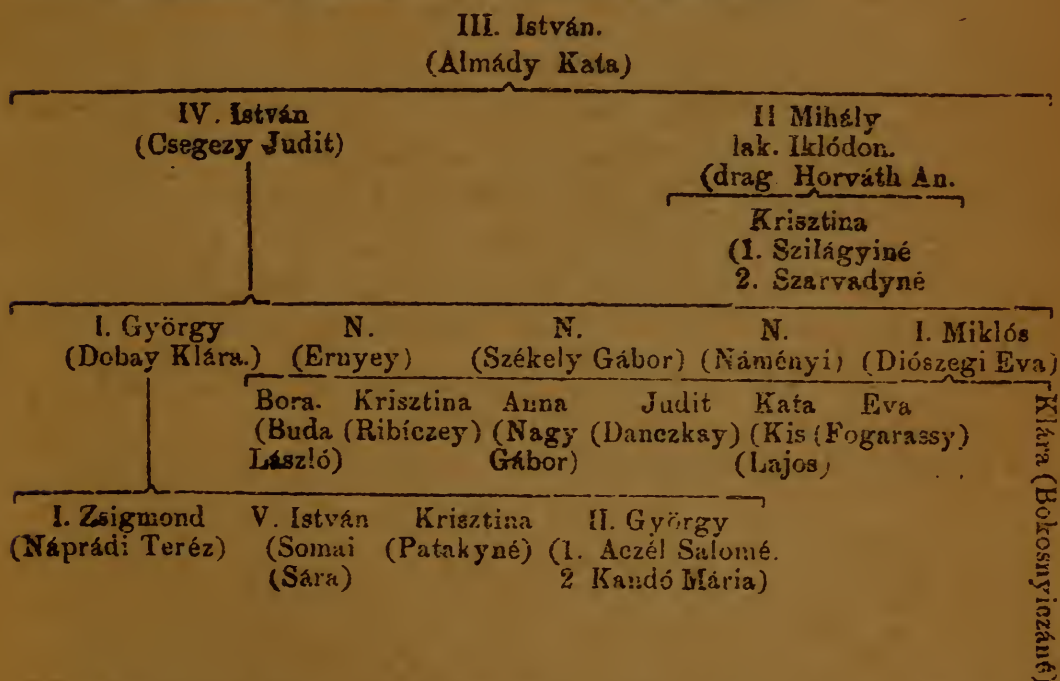 III. István.
(Almády Kata)
IV. István
(Csegezy Judit)
II Mihály
lak. Iklódon.
(drag Horváth An.
Krisztina
(1. Szilágyiné
2. Szarvadyné
I. György
(Dobay Klára.)
N.
(Ernyey)
N.
(Székely Gábor)
N.
(Náményi)
I. Miklós
(Diószegi Eva)
Bora.
(Buda
László)
Krisztina
(Ribíczey)
Anna
(Nagy
Gábor)
Judit
(Danczkay)
Kata
(Kis
(Lajos)
Eva
(Fogarassy)
Klára (Bokosnyiczáné)
I. Zsigmond
(Náprádi Teréz)
V. István
(Somai
(Sára)
Krisztina
(Patakyné)
II. György
(1. Aczél Salomé.
2 Kandó Mária)